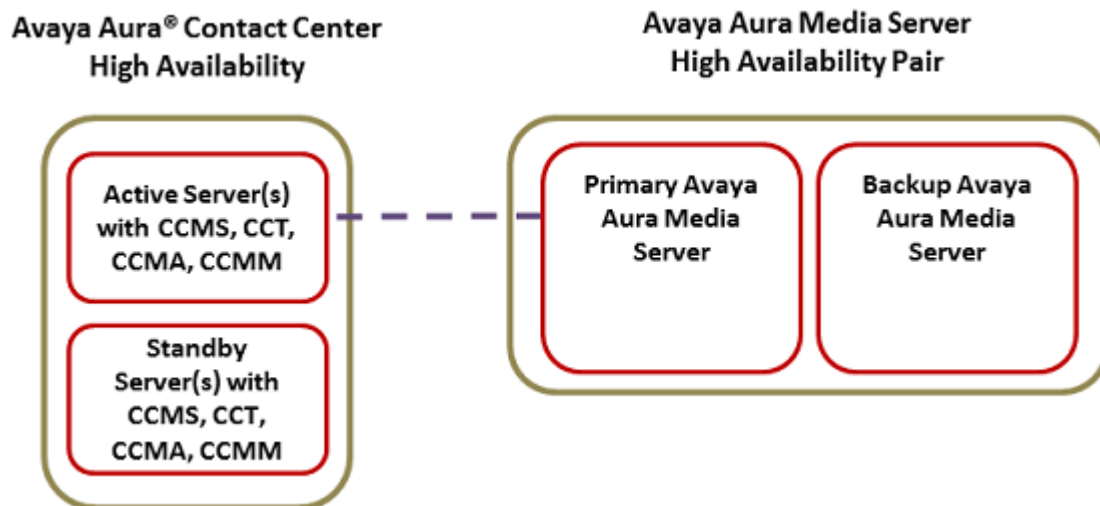 Avaya Aura® Contact Center
High Availability
Avaya Aura Media Server
High Availability Pair
Active Server(s)
with CCMS, CCT,
CCMA, CCMM
Standby
Server(s) with
CCMS, CCT,
CCMA, CCMM
Primary Avaya
Aura Media
Server
Backup Avaya
Aura Media
Server